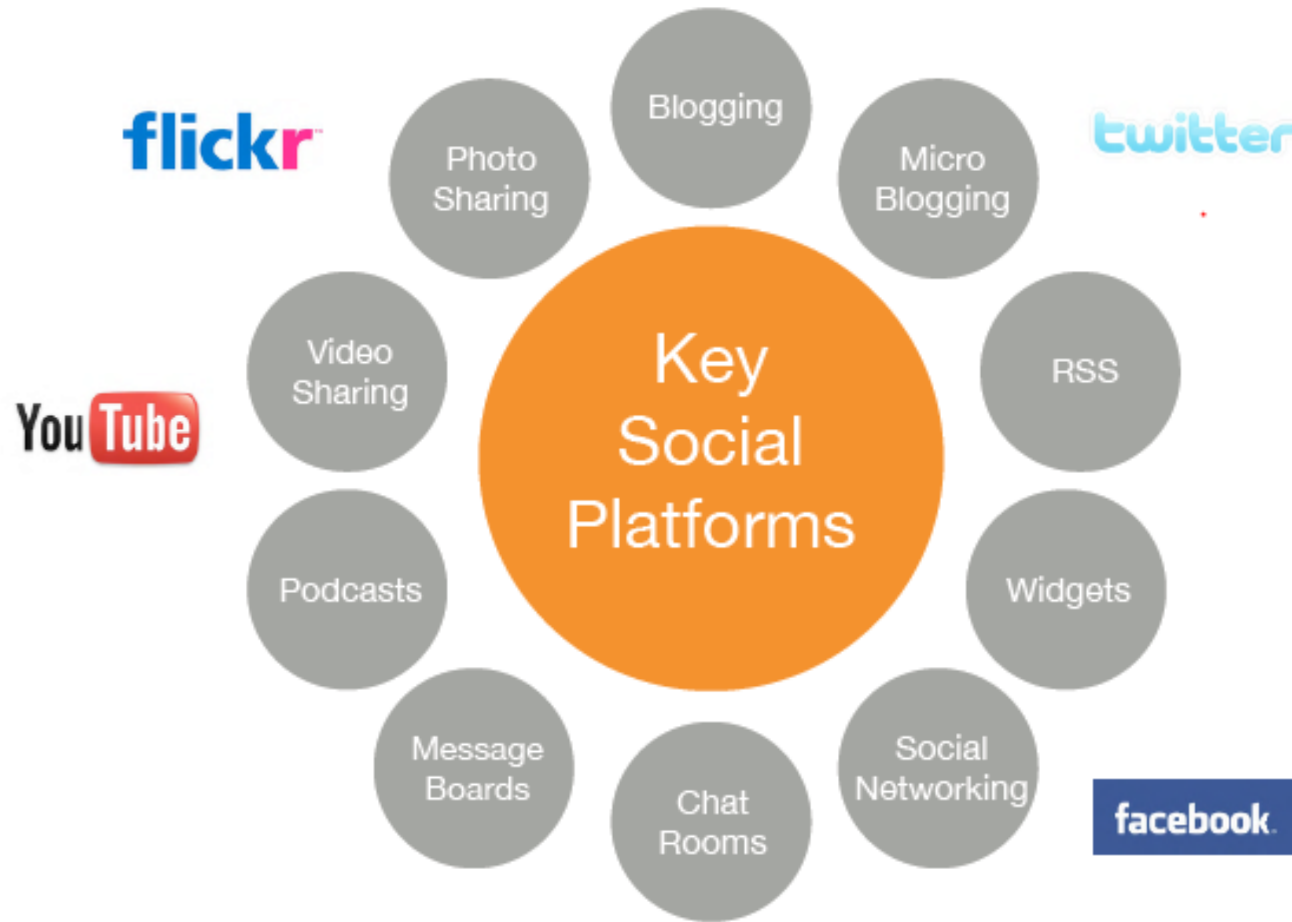 Blogging
flickr
twitter
Photo
Sharing
Micro
Blogging
Video
Sharing
Key
Social
Platforms
RSS
YouTube
Podcasts
Widgets
Message
Boards
Chat
Rooms
Social
Networking
facebook.